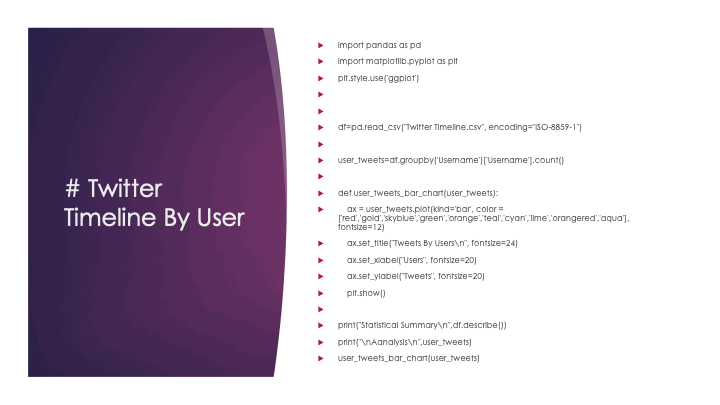 # Twitter
Timeline By User
import pandas as pd
import matplotlib.pyplot as plt
plt.style.use('ggplot')
df=pd.read_csv("Twitter Timeline.csv", encoding="ISO-8859-1")
user_tweets=df.groupby('Username')['Username'].count()
def user_tweets_bar_chart(user_tweets):
ax = user_tweets.plot(kind='bar', color =
['red','gold','skyblue','green','orange','teal','cyan','lime','orangered','aqua'],
fontsize=12)
ax.set_title("Tweets By Users\n", fontsize=24)
ax.set_xlabel("Users", fontsize=20)
ax.set_ylabel("Tweets", fontsize=20)
plt.show()
print("Statistical Summary\n",df.describe())
print("\nAanalysis\n",user_tweets)
user_tweets_bar_chart(user_tweets)